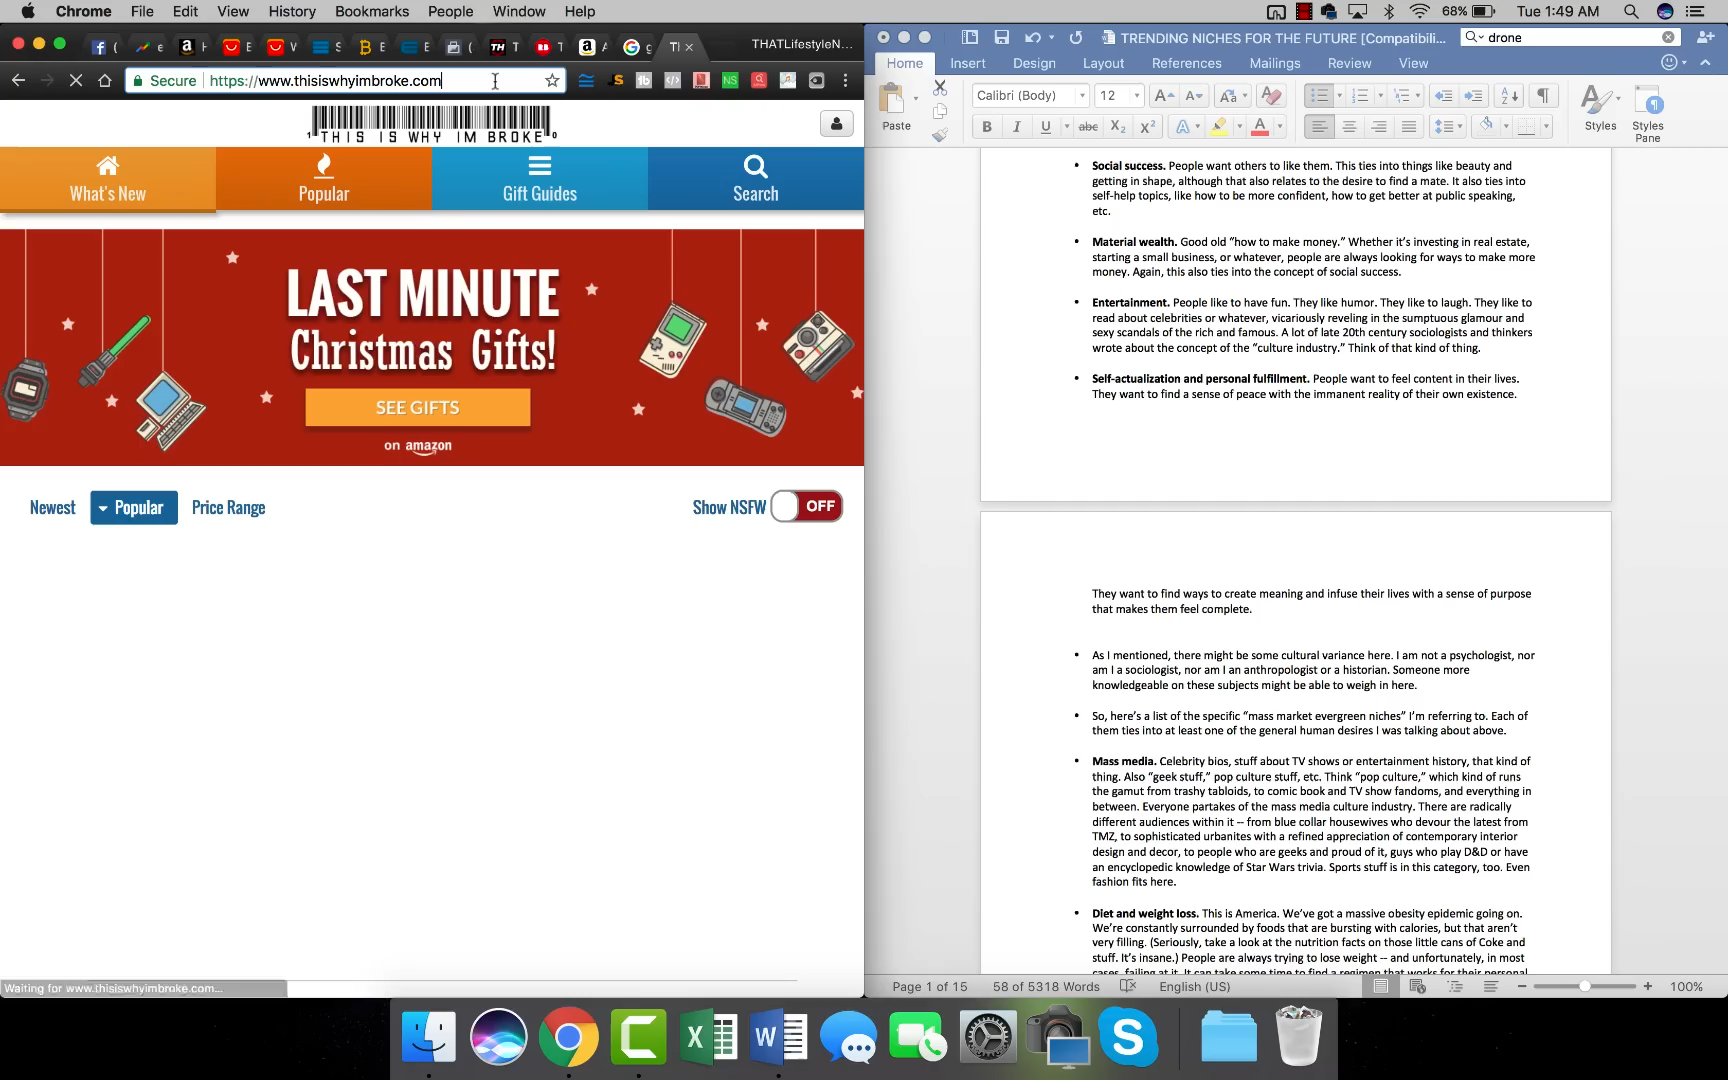 Chrome File Edit View History Bookmarks People Window Help
68% Tue 1:49 AM
THATLifestyleN...
Secure https://www.thisiswhyimbroke.com
THIS IS WHY IM BROKE
What's New
Popular
Gift Guides
Search
LAST MINUTE
Christmas Gifts!
SEE GIFTS
on amazon
Newest Popular Price Range
Show NSFW OFF
Waiting for www.thisiswhyimbroke.com...
TRENDING NICHES FOR THE FUTURE [Compatibili...
drone
Home Insert Design Layout References Mailings Review View
Paste
Calibri (Body) 12
Styles
Styles
Pane
• Social success. People want others to like them. This ties into things like beauty and
getting in shape, although that also relates to the desire to find a mate. It also ties into
self-help topics, like how to be more confident, how to get better at public speaking,
etc.
• Material wealth. Good old “how to make money.” Whether it’s investing in real estate,
starting a small business, or whatever, people are always looking for ways to make more
money. Again, this also ties into the concept of social success.
• Entertainment. People like to have fun. They like humor. They like to laugh. They like to
read about celebrities or whatever, vicariously reveling in the sumptuous glamour and
sexy scandals of the rich and famous. A lot of late 20th century sociologists and thinkers
wrote about the concept of the “culture industry.” Think of that kind of thing.
• Self-actualization and personal fulfillment. People want to feel content in their lives.
They want to find a sense of peace with the immanent reality of their own existence.
They want to find ways to create meaning and infuse their lives with a sense of purpose
that makes them feel complete.
• As I mentioned, there might be some cultural variance here. I am not a psychologist, nor
am I a sociologist, nor am I an anthropologist or a historian. Someone more
knowledgeable on these subjects might be able to weigh in here.
• So, here’s a list of the specific “mass market evergreen niches” I’m referring to. Each of
them ties into at least one of the general human desires I was talking about above.
• Mass media. Celebrity bios, stuff about TV shows or entertainment history, that kind of
thing. Also “geek stuff,” pop culture stuff, etc. Think “pop culture,” which kind of runs
the gamut from trashy tabloids, to comic book and TV show fandoms, and everything in
between. Everyone partakes of the mass media culture industry. There are radically
different audiences within it -- from blue collar housewives who devour the latest from
TMZ, to sophisticated urbanites with a refined appreciation of contemporary interior
design and decor, to people who are geeks and proud of it, guys who play D&D or have
an encyclopedic knowledge of Star Wars trivia. Sports stuff is in this category, too. Even
fashion fits here.
• Diet and weight loss. This is America. We’ve got a massive obesity epidemic going on.
We’re constantly surrounded by foods that are bursting with calories, but that aren’t
very filling. (Seriously, take a look at the nutrition facts on those little cans of Coke and
stuff. It’s insane.) People are always trying to lose weight -- and unfortunately, in most
cases, failing at it. It can take some time to find a regimen that works for their personal
Page 1 of 15 58 of 5318 Words English (US) 100%